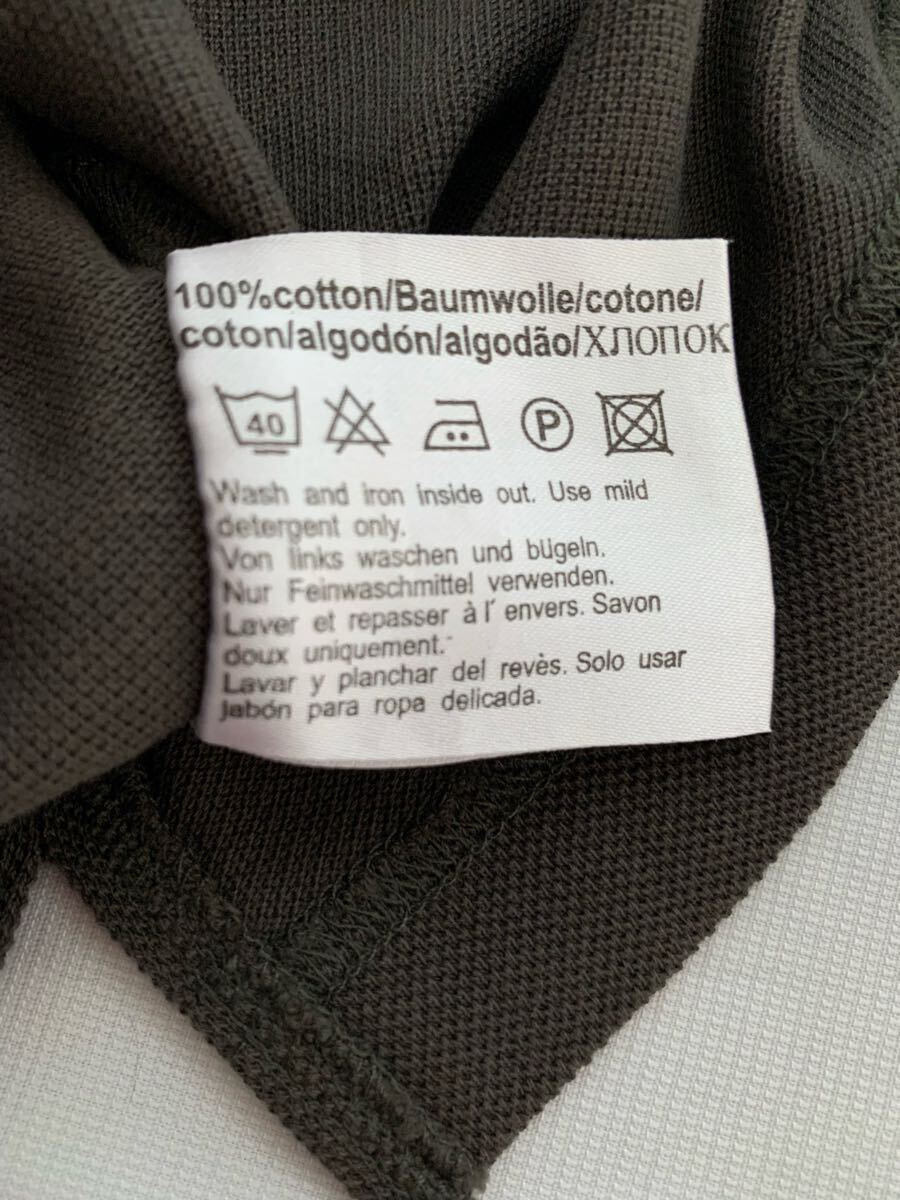 100%cotton/Baumwolle/cotone/
coton/algodón/algodão/ХЛОПОК
40
P
Wash and iron inside out. Use mild
detergent only.
Von links waschen und bügeln.
Nur Feinwaschmittel verwenden.
Laver et repasser à l'envers. Savon
doux uniquement.
Lavar y planchar del revès. Solo usar
jabón para ropa delicada.